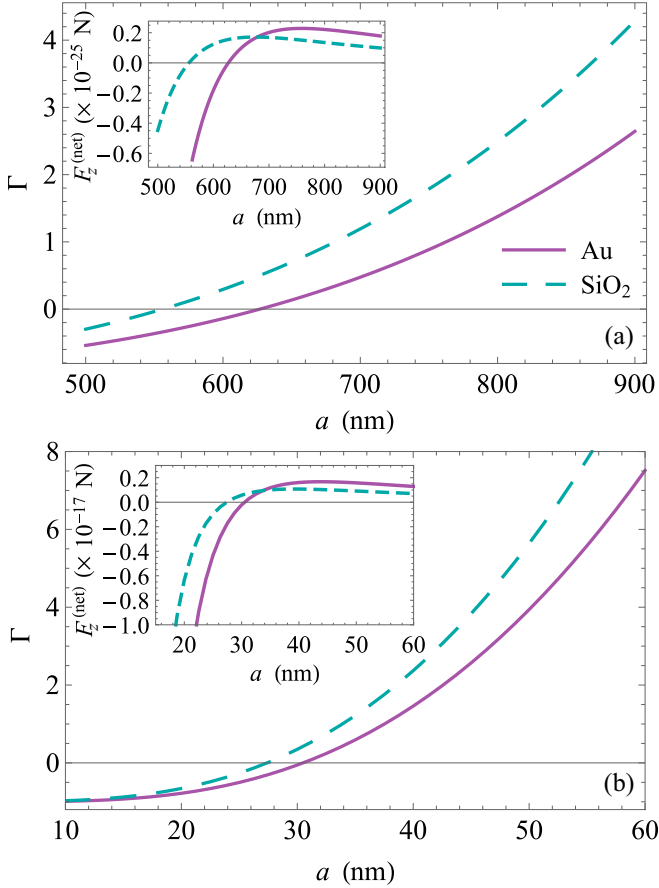 4
3
2
1
0
Γ
500
600
700
800
900
a (nm)
0.2
0.0
−0.2
−0.4
−0.6
F_z^(net) (× 10⁻²⁵ N)
500 600 700 800 900
a (nm)
Au
SiO₂
(a)
8
6
4
2
0
Γ
10 20 30 40 50 60
a (nm)
0.2
0.0
−0.2
−0.4
−0.6
−0.8
−1.0
F_z^(net) (× 10⁻¹⁷ N)
20 30 40 50 60
a (nm)
(b)